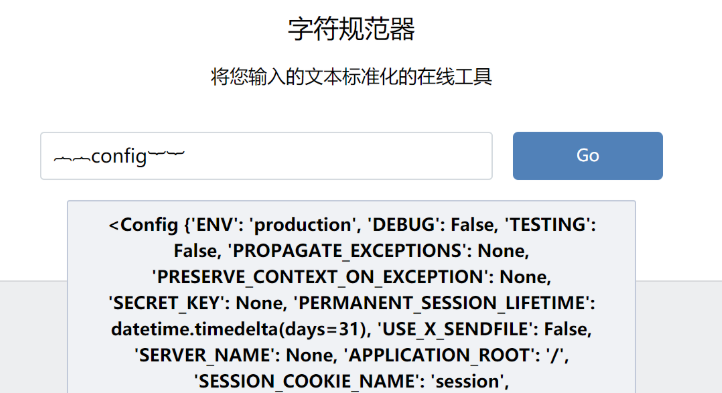 字符规范器
将您输入的文本标准化的在线工具
︷︷config︸︸
Go
<Config {'ENV': 'production', 'DEBUG': False, 'TESTING':
False, 'PROPAGATE_EXCEPTIONS': None,
'PRESERVE_CONTEXT_ON_EXCEPTION': None,
'SECRET_KEY': None, 'PERMANENT_SESSION_LIFETIME':
datetime.timedelta(days=31), 'USE_X_SENDFILE': False,
'SERVER_NAME': None, 'APPLICATION_ROOT': '/',
'SESSION_COOKIE_NAME': 'session',